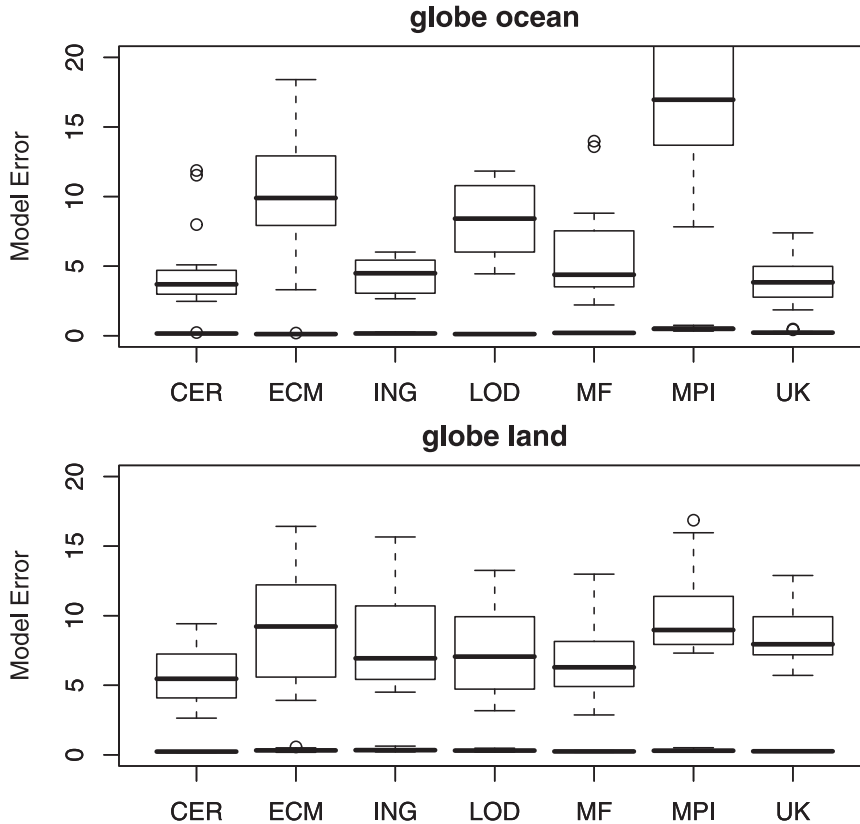 globe ocean
Model Error
20
15
10
5
0
CER ECM ING LOD MF MPI UK
globe land
Model Error
20
15
10
5
0
CER ECM ING LOD MF MPI UK